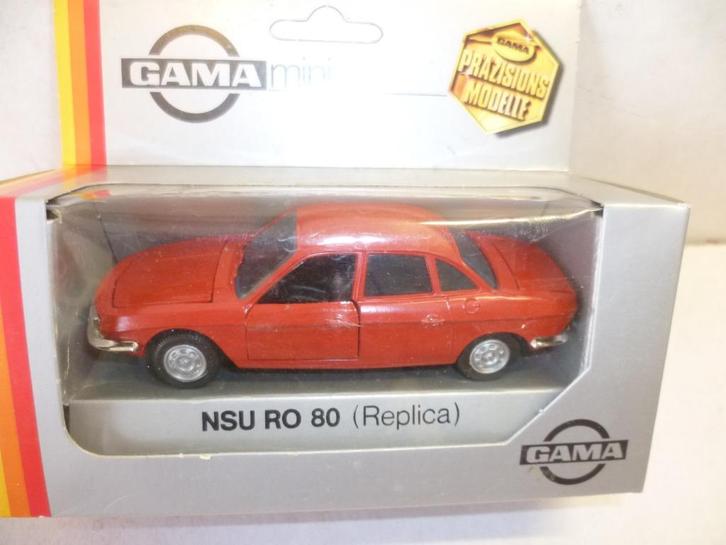 GAMA mini
GAMA
PRÄZISIONS
MODELLE
NSU RO 80 (Replica)
GAMA